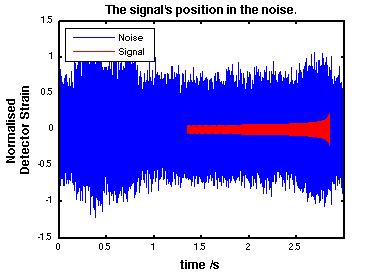 The signal's position in the noise.
Noise
Signal
Normalised
Detector Strain
1.5
1
0.5
0
-0.5
-1
-1.5
0 0.5 1 1.5 2 2.5
time /s